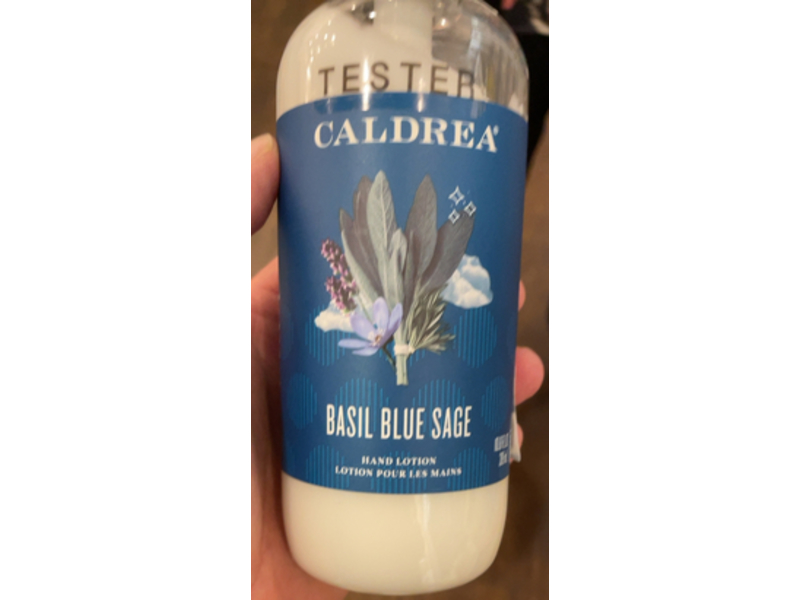 TESTER
CALDREA®
BASIL BLUE SAGE
HAND LOTION
LOTION POUR LES MAINS